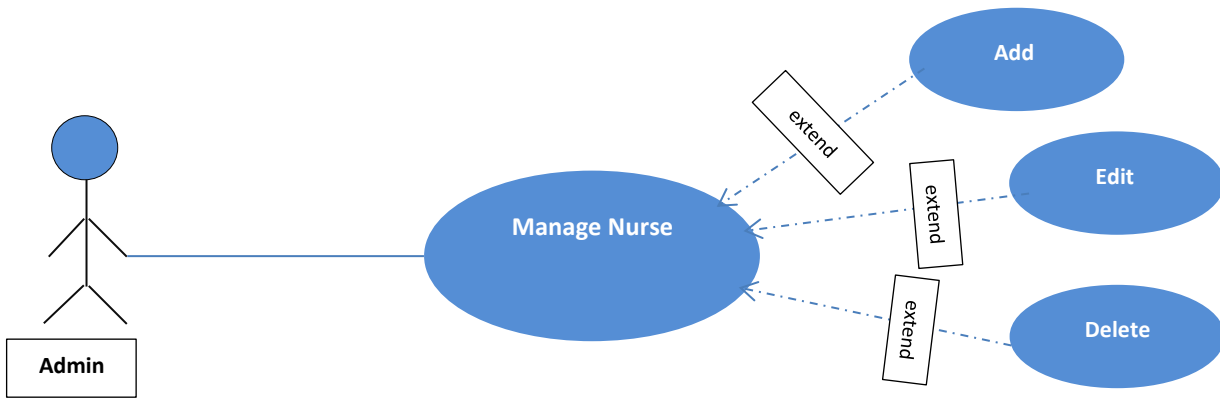 Add
extend
Edit
extend
Manage Nurse
extend
Delete
Admin